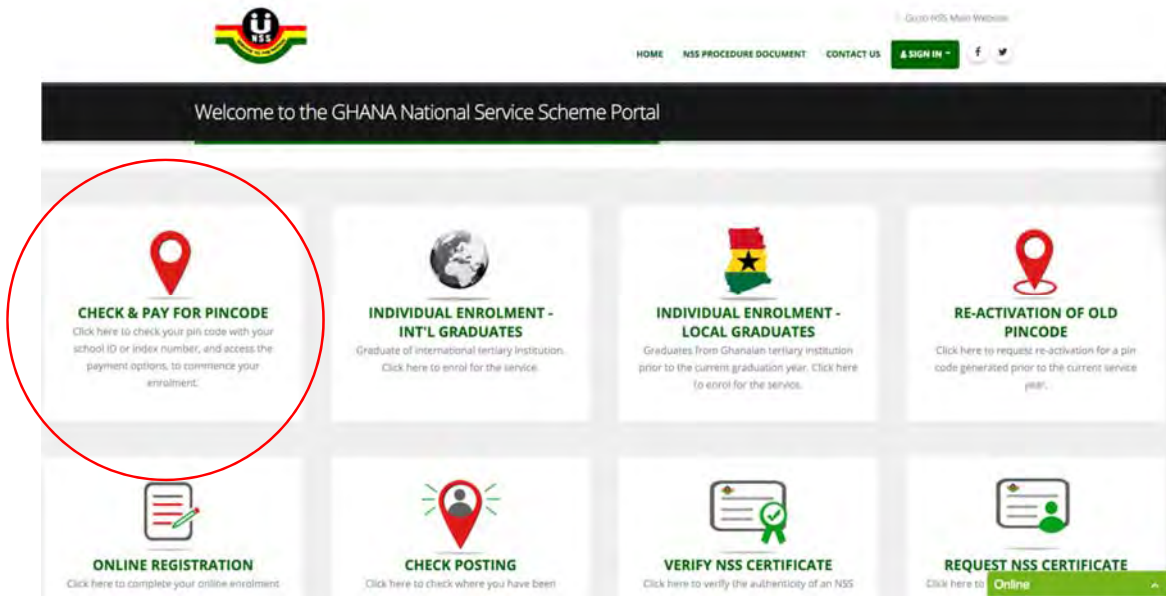 Ü
NSS
SERVICE TO THE NATION
Go to NSS Main Website
HOME NSS PROCEDURE DOCUMENT CONTACT US SIGN IN f
Welcome to the GHANA National Service Scheme Portal
CHECK & PAY FOR PINCODE
Click here to check your pin code with your
school ID or index number, and access the
payment options, to commence your
enrolment.
INDIVIDUAL ENROLMENT -
INT'L GRADUATES
Graduate of international tertiary institution.
Click here to enrol for the service.
INDIVIDUAL ENROLMENT -
LOCAL GRADUATES
Graduates from Ghanaian tertiary institution
prior to the current graduation year. Click here
to enrol for the service.
RE-ACTIVATION OF OLD
PINCODE
Click here to request re-activation for a pin
code generated prior to the current service
year.
ONLINE REGISTRATION
Click here to complete your online enrolment
CHECK POSTING
Click here to check where you have been
VERIFY NSS CERTIFICATE
Click here to verify the authenticity of an NSS
REQUEST NSS CERTIFICATE
Click here to
Online